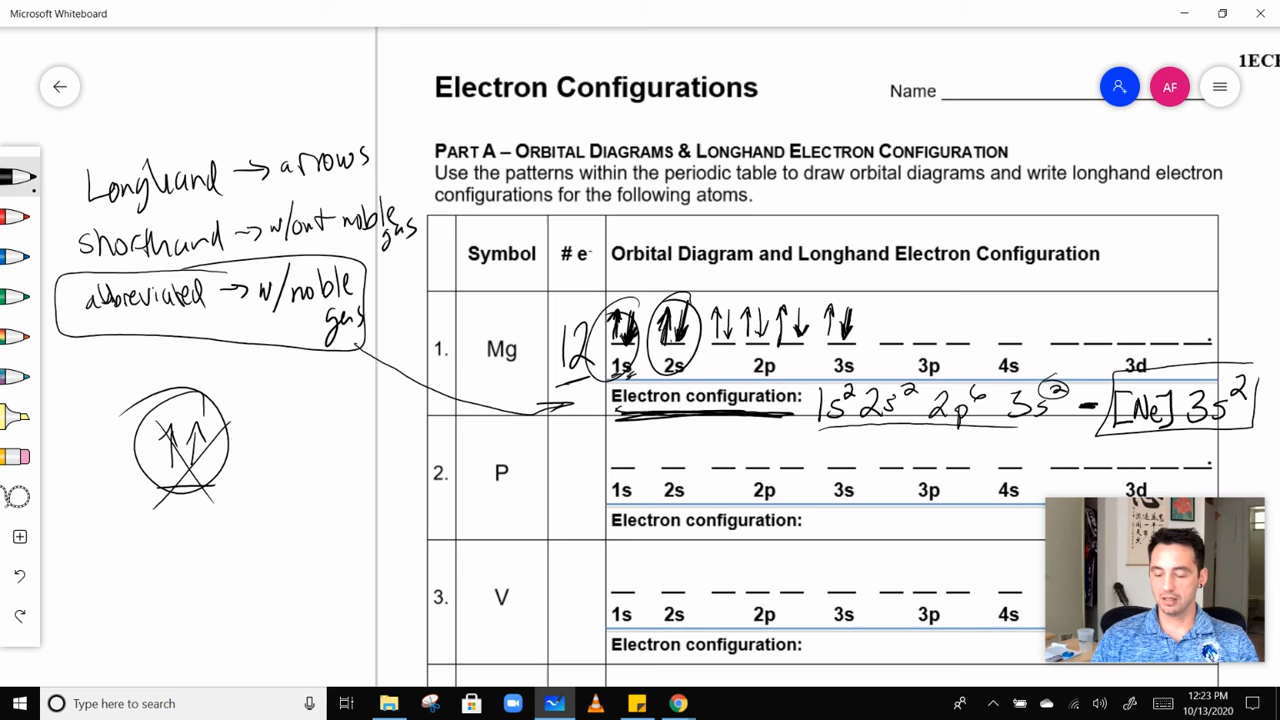 Microsoft Whiteboard
1ECE
Electron Configurations
Name
AF
PART A – ORBITAL DIAGRAMS & LONGHAND ELECTRON CONFIGURATION
Use the patterns within the periodic table to draw orbital diagrams and write longhand electron
configurations for the following atoms.
Longhand → arrows
shorthand → w/out noble
gas
abbreviated → w/ noble
gas
Symbol # e⁻ Orbital Diagram and Longhand Electron Configuration
1. Mg 12 ↑↓ ↑↓ ↑↓ ↑↓ ↑↓ ↑↓
1s 2s 2p 3s 3p 4s 3d
Electron configuration: 1s² 2s² 2p⁶ 3s² - [Ne] 3s²
↑↑
2. P
1s 2s 2p 3s 3p 4s 3d
Electron configuration:
3. V
1s 2s 2p 3s 3p 4s
Electron configuration:
Type here to search
12:23 PM
10/13/2020